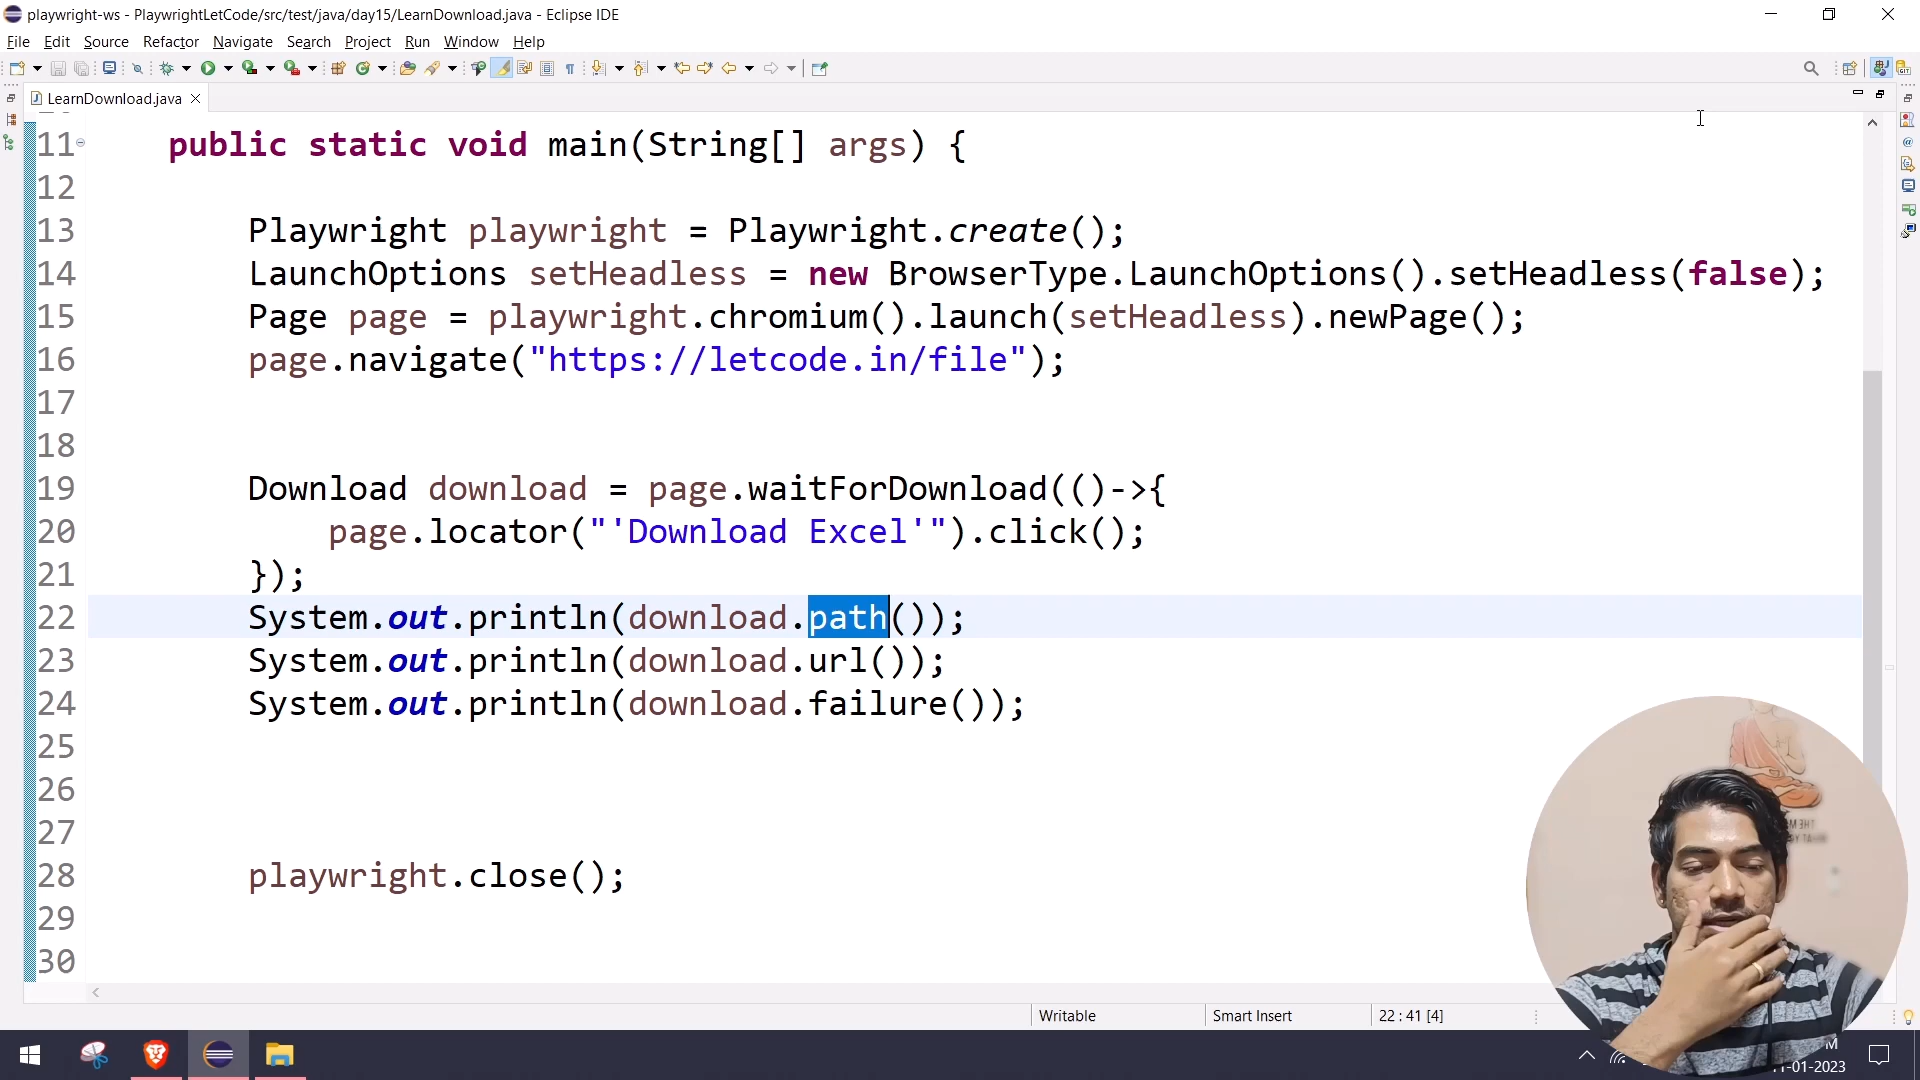 playwright-ws - PlaywrightLetCode/src/test/java/day15/LearnDownload.java - Eclipse IDE
File Edit Source Refactor Navigate Search Project Run Window Help
LearnDownload.java
11 public static void main(String[] args) {
12
13 Playwright playwright = Playwright.create();
14 LaunchOptions setHeadless = new BrowserType.LaunchOptions().setHeadless(false);
15 Page page = playwright.chromium().launch(setHeadless).newPage();
16 page.navigate("https://letcode.in/file");
17
18
19 Download download = page.waitForDownload(()->{
20 page.locator("'Download Excel'").click();
21 });
22 System.out.println(download.path());
23 System.out.println(download.url());
24 System.out.println(download.failure());
25
26
27
28 playwright.close();
29
30
Writable Smart Insert 22 : 41 [4]
-01-2023